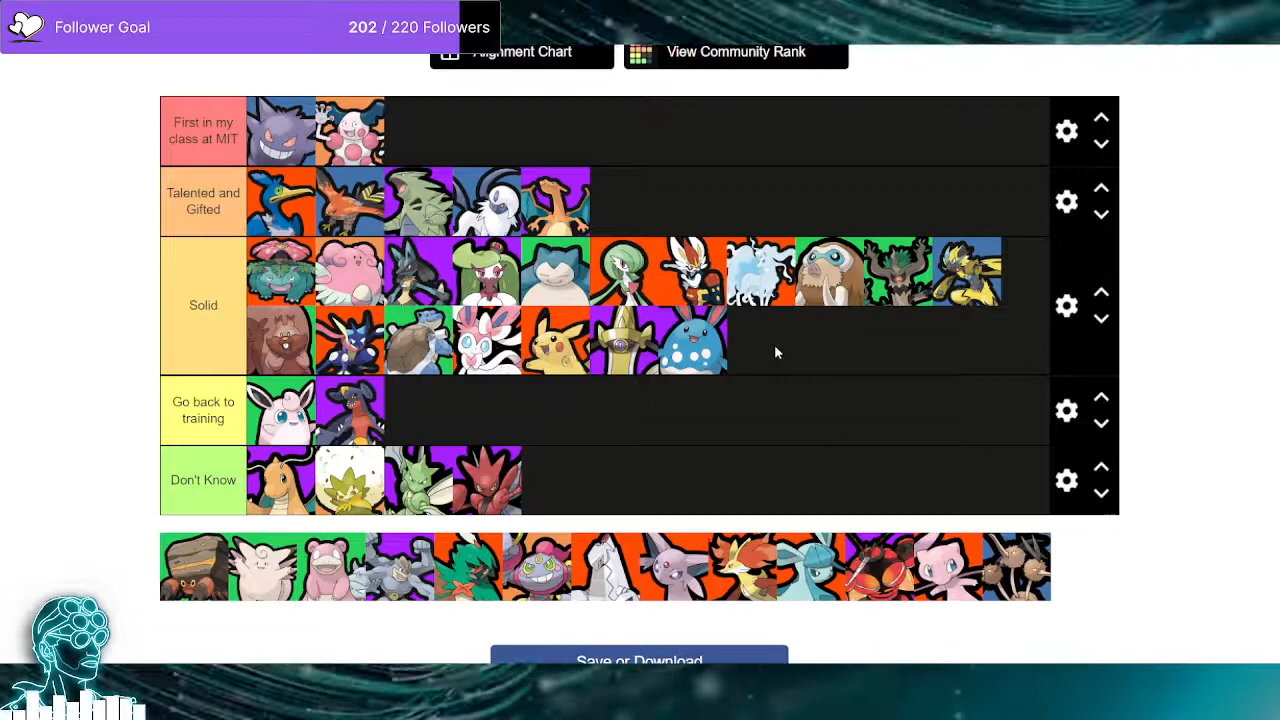 Follower Goal 202 / 220 Followers
Alignment Chart View Community Rank
First in my
class at MIT
Talented and
Gifted
Solid
Go back to
training
Don't Know
Save or Download